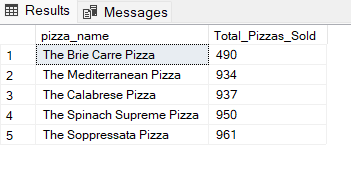 Results Messages
pizza_name Total_Pizzas_Sold
1 The Brie Carre Pizza 490
2 The Mediterranean Pizza 934
3 The Calabrese Pizza 937
4 The Spinach Supreme Pizza 950
5 The Soppressata Pizza 961